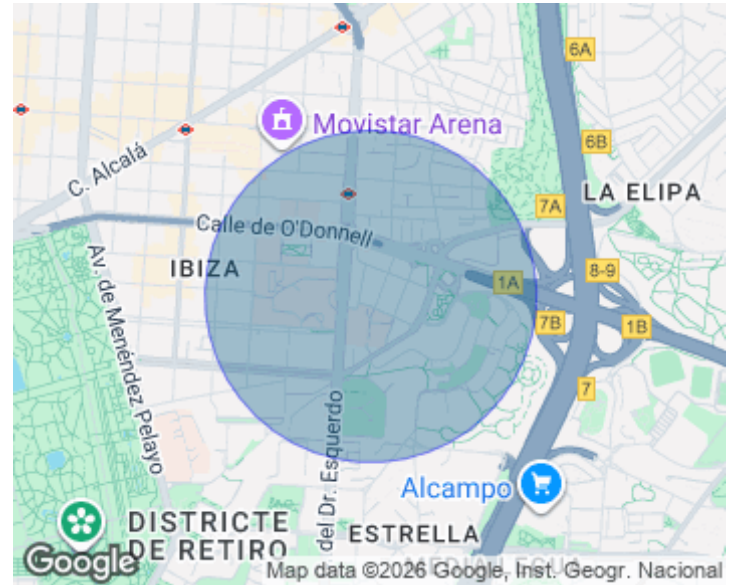 6A
Movistar Arena
6B
C. Alcalá
LA ELIPA
7A
Calle de O'Donnell
IBIZA
8-9
1A
Av. de Menéndez Pelayo
7B
1B
7
del Dr. Esquerdo
Alcampo
DISTRICTE
DE RETIRO
ESTRELLA
MEDIA LEGUA
Google
Map data ©2026 Google, Inst. Geogr. Nacional